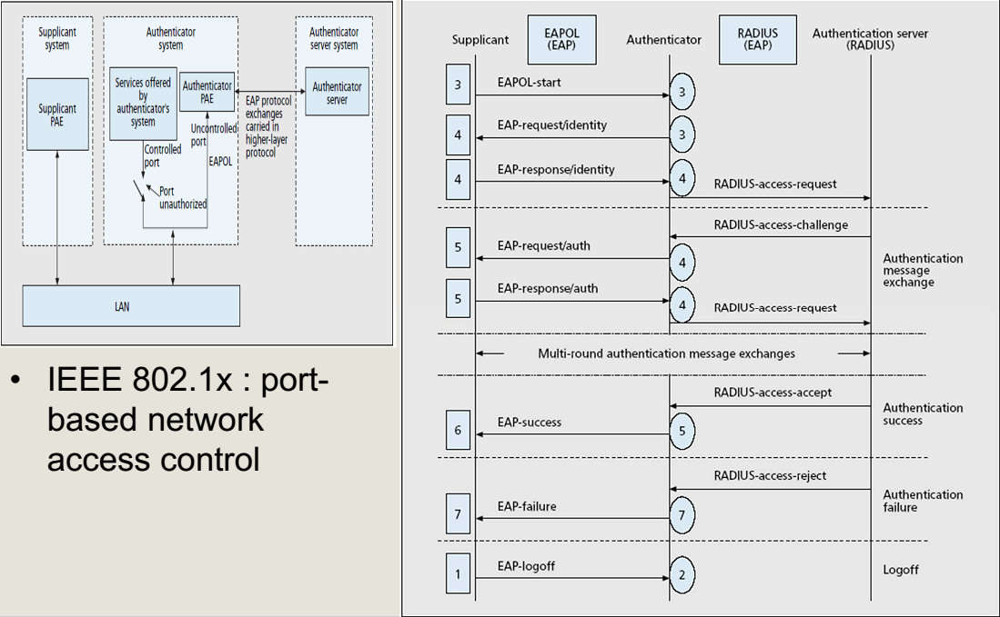 Supplicant
system
Authenticator
system
Authenticator
server system
Supplicant
PAE
Services offered
by
authenticator's
system
Authenticator
PAE
Authenticator
server
EAP protocol
exchanges
carried in
higher-layer
protocol
Uncontrolled
port
Controlled
port
EAPOL
Port
unauthorized
LAN
• IEEE 802.1x : port-
based network
access control
Supplicant
EAPOL
(EAP)
Authenticator
RADIUS
(EAP)
Authentication server
(RADIUS)
3 EAPOL-start 3
4 EAP-request/identity 3
4 EAP-response/identity 4
RADIUS-access-request
RADIUS-access-challenge
5 EAP-request/auth 4
Authentication
message
exchange
5 EAP-response/auth 4
RADIUS-access-request
Multi-round authentication message exchanges
RADIUS-access-accept
Authentication
success
6 EAP-success 5
RADIUS-access-reject
Authentication
failure
7 EAP-failure 7
1 EAP-logoff 2 Logoff